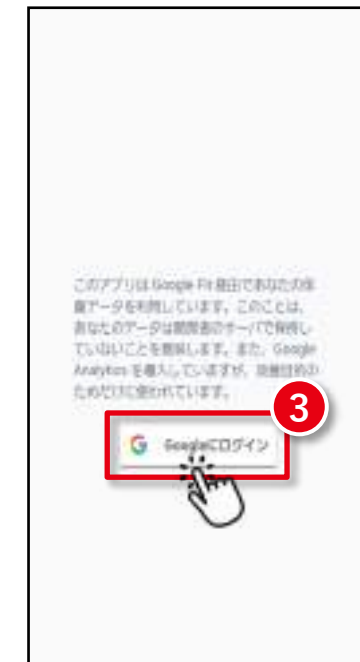 このアプリは Google Fit 経由であなたの体
重データを利用しています。このことは、
あなたのデータは開発者のサーバで保持し
ていないことを意味します。また、Google
Analytics を導入していますが、改善目的の
ためだけに使われています。
3
Googleにログイン